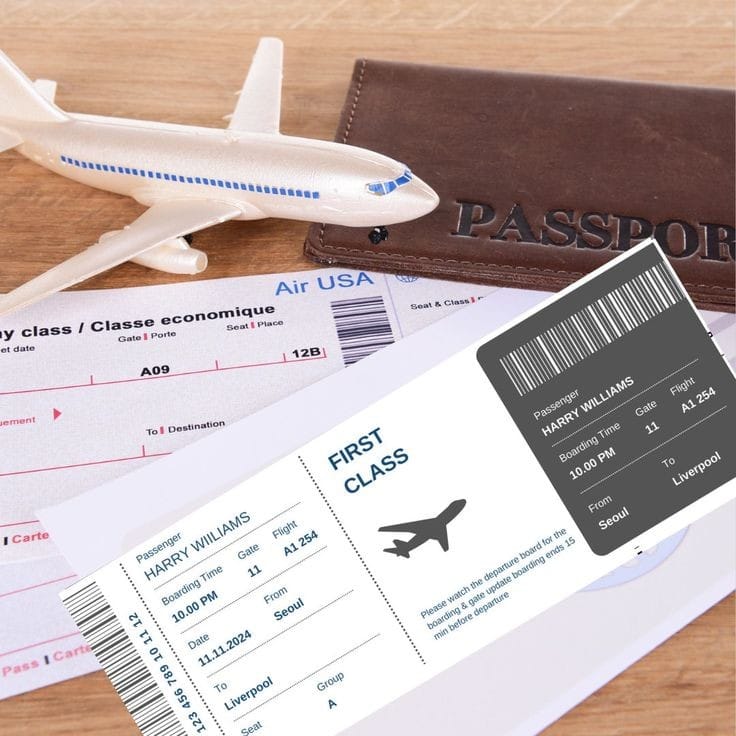 PASSPOR
Air USA
ny class / Classe economique
et date
Gate I Porte
Seat I Place
Seat & Class
A09
12B
uement
To I Destination
I Carte
Pass I Carte
123 456 789 10 11 12
Passenger
HARRY WIILIAMS
Boarding Time Gate Flight
10.00 PM 11 A1 254
Date From
11.11.2024 Seoul
To
Liverpool
Group
Seat A
FIRST
CLASS
Please watch the departure board for the
boarding & gate update boarding ends 15
min before departure
Passenger
HARRY WILLIAMS
Boarding Time Gate Flight
10.00 PM 11 A1 254
From To
Seoul Liverpool